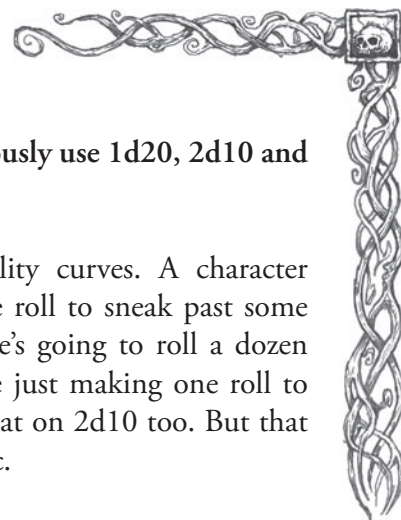 ously use 1d20, 2d10 and
lity curves. A character
e roll to sneak past some
e's going to roll a dozen
e just making one roll to
at on 2d10 too. But that
c.